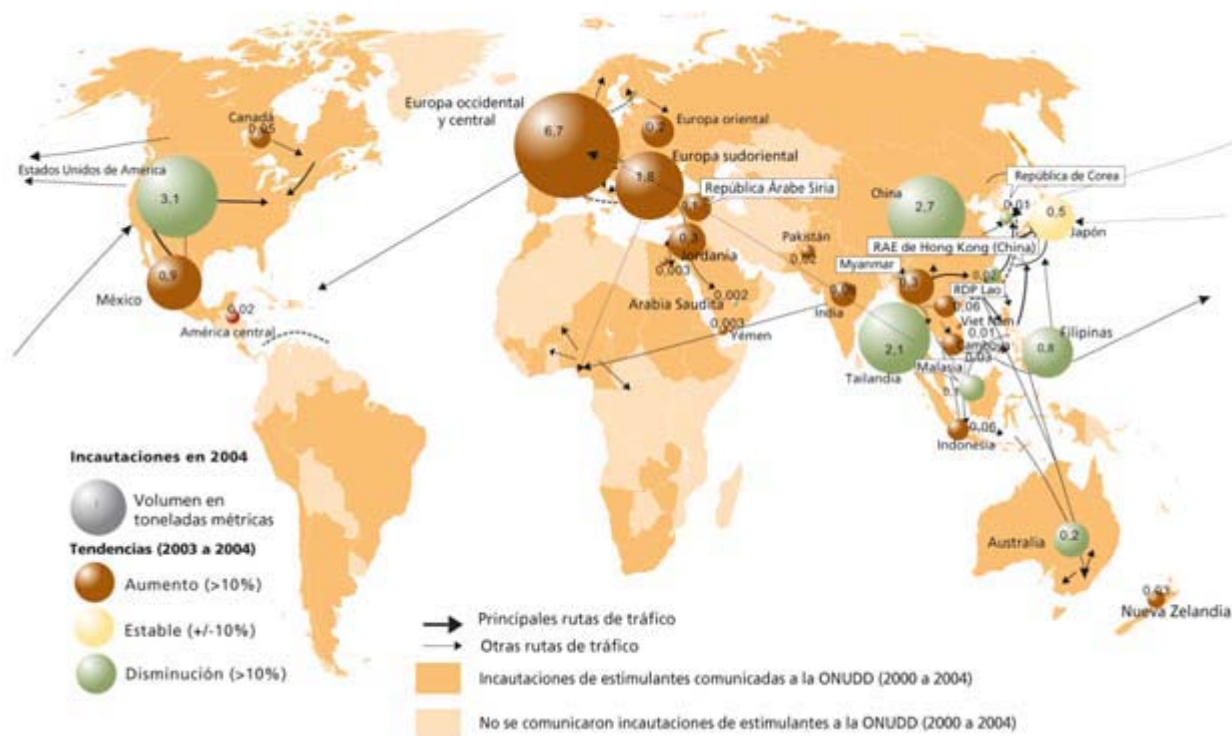 Canadá
0,05
Estados Unidos de América
3,1
0,9
México
0,02
América central
Europa occidental
y central
6,7
0,2
Europa oriental
Europa sudoriental
1,8
República Árabe Siria
0,1
0,3
Jordania
0,003
Arabia Saudita
0,002
0,003
Yemen
Pakistán
0,02
India
China
2,7
República de Corea
0,01
0,5
Japón
RAE de Hong Kong (China)
Myanmar
0,3
RDP Lao
0,06
Viet Nam
0,01
Camboya
0,03
Filipinas
0,8
2,1
Tailandia
Malasia
0,1
0,06
Indonesia
Australia
0,2
0,03
Nueva Zelandia
Incautaciones en 2004
Volumen en
toneladas métricas
Tendencias (2003 a 2004)
Aumento (>10%)
Estable (+/-10%)
Disminución (>10%)
Principales rutas de tráfico
Otras rutas de tráfico
Incautaciones de estimulantes comunicadas a la ONUDD (2000 a 2004)
No se comunicaron incautaciones de estimulantes a la ONUDD (2000 a 2004)